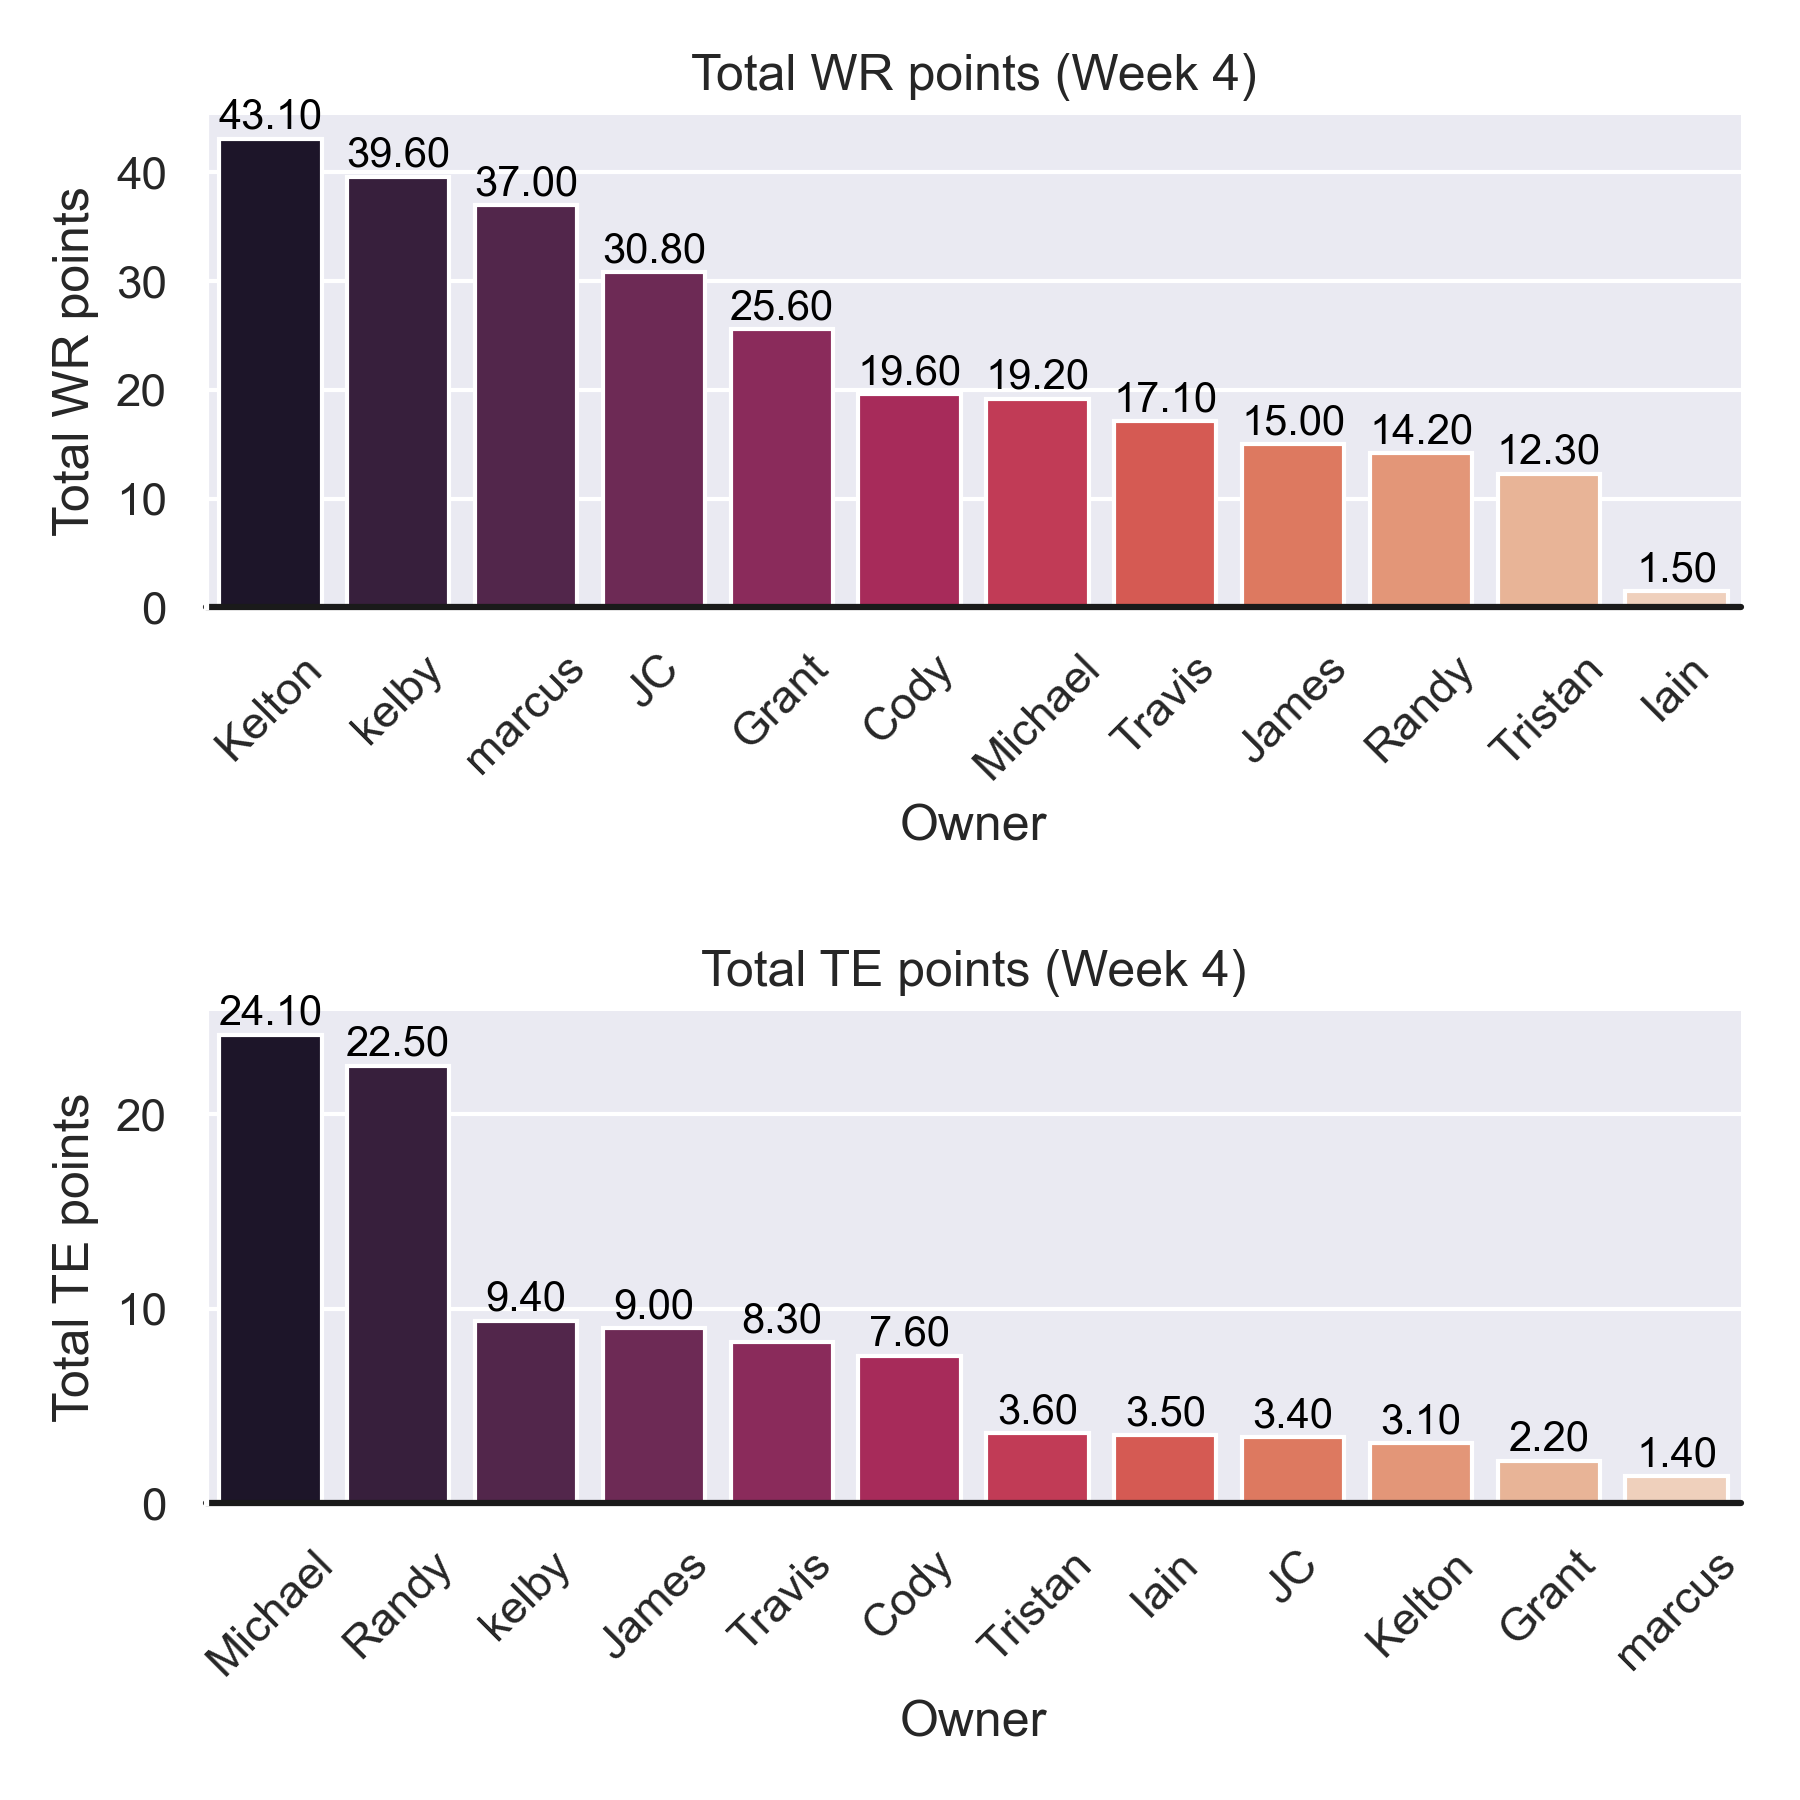 Total WR points (Week 4)
Total WR points
40
30
20
10
0
43.10
39.60
37.00
30.80
25.60
19.60
19.20
17.10
15.00
14.20
12.30
1.50
Kelton
kelby
marcus
JC
Grant
Cody
Michael
Travis
James
Randy
Tristan
Iain
Owner
Total TE points (Week 4)
Total TE points
20
10
0
24.10
22.50
9.40
9.00
8.30
7.60
3.60
3.50
3.40
3.10
2.20
1.40
Michael
Randy
kelby
James
Travis
Cody
Tristan
Iain
JC
Kelton
Grant
marcus
Owner